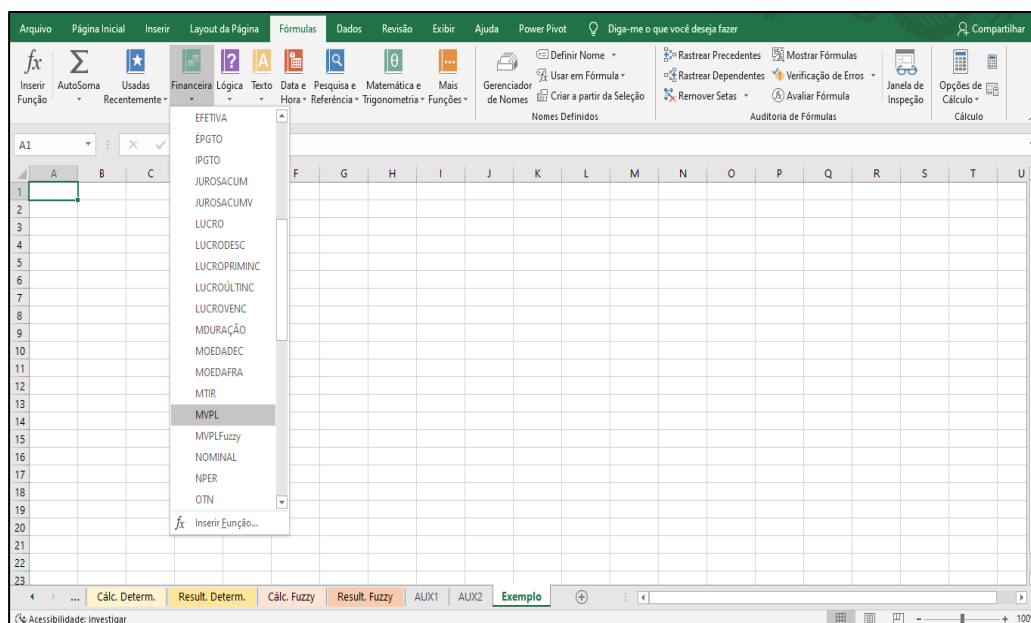 Arquivo Página Inicial Inserir Layout da Página Fórmulas Dados Revisão Exibir Ajuda Power Pivot Diga-me o que você deseja fazer Compartilhar
fx Inserir Função
Σ AutoSoma
Usadas Recentemente
Financeira
? Lógica
A Texto
Data e Hora
Pesquisa e Referência
θ Matemática e Trigonometria
Mais Funções
Gerenciador de Nomes
Definir Nome
Usar em Fórmula
Criar a partir da Seleção
Nomes Definidos
Rastrear Precedentes
Rastrear Dependentes
Remover Setas
Mostrar Fórmulas
Verificação de Erros
Avaliar Fórmula
Auditoria de Fórmulas
Janela de Inspeção
Opções de Cálculo
Cálculo
A1
A B C F G H I J K L M N O P Q R S T U
EFETIVA
ÉPGTO
IPGTO
JUROSACUM
JUROSACUMV
LUCRO
LUCRODESC
LUCROPRIMINC
LUCROÚLTINC
LUCROVENC
MDURAÇÃO
MOEDADEC
MOEDAFRA
MTIR
MVPL
MVPLFuzzy
NOMINAL
NPER
OTN
fx Inserir Função...
1
2
3
4
5
6
7
8
9
10
11
12
13
14
15
16
17
18
19
20
21
22
23
... Cálc. Determ. Result. Determ. Cálc. Fuzzy Result. Fuzzy AUX1 AUX2 Exemplo
Acessibilidade: investigar - +